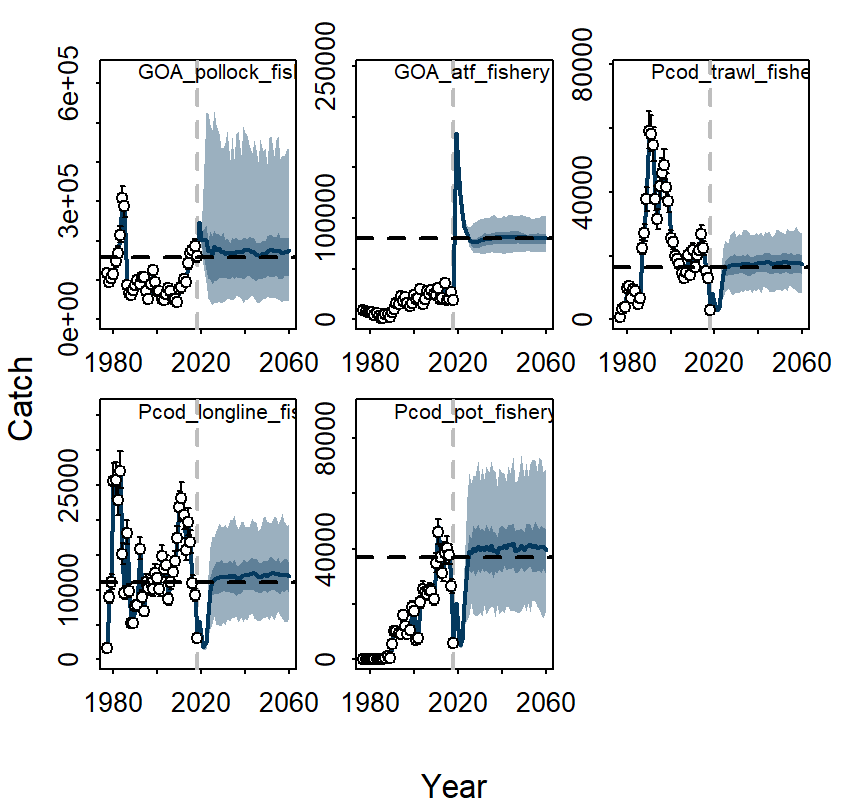 GOA_pollock_fish
GOA_atf_fishery
Pcod_trawl_fishe
6e+05
3e+05
0e+00
250000
100000
0
80000
40000
0
1980 2020 2060
1980 2020 2060
1980 2020 2060
Catch
Pcod_longline_fis
Pcod_pot_fishery
25000
10000
0
80000
40000
0
1980 2020 2060
1980 2020 2060
Year